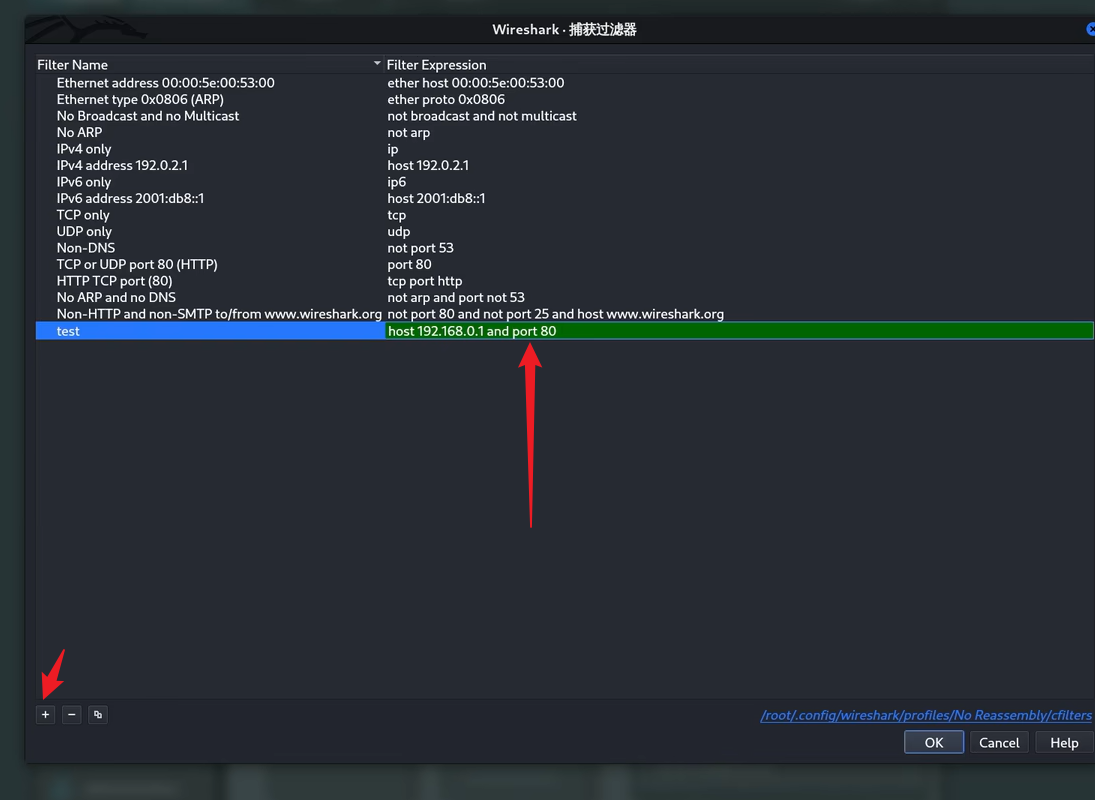 Wireshark · 捕获过滤器
Filter Name Filter Expression
Ethernet address 00:00:5e:00:53:00 ether host 00:00:5e:00:53:00
Ethernet type 0x0806 (ARP) ether proto 0x0806
No Broadcast and no Multicast not broadcast and not multicast
No ARP not arp
IPv4 only ip
IPv4 address 192.0.2.1 host 192.0.2.1
IPv6 only ip6
IPv6 address 2001:db8::1 host 2001:db8::1
TCP only tcp
UDP only udp
Non-DNS not port 53
TCP or UDP port 80 (HTTP) port 80
HTTP TCP port (80) tcp port http
No ARP and no DNS not arp and port not 53
Non-HTTP and non-SMTP to/from www.wireshark.org not port 80 and not port 25 and host www.wireshark.org
test host 192.168.0.1 and port 80
/root/.config/wireshark/profiles/No Reassembly/cfilters
OK Cancel Help